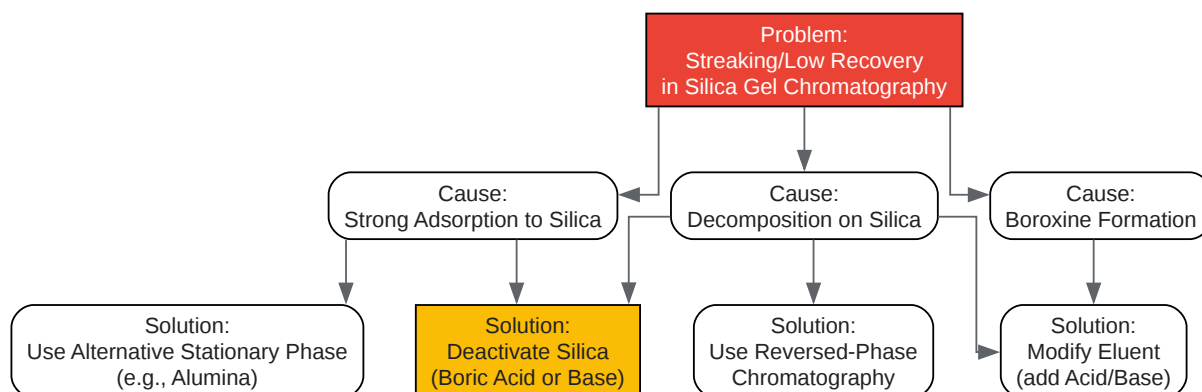 Problem:
Streaking/Low Recovery
in Silica Gel Chromatography
Cause:
Strong Adsorption to Silica
Cause:
Decomposition on Silica
Cause:
Boroxine Formation
Solution:
Use Alternative Stationary Phase
(e.g., Alumina)
Solution:
Deactivate Silica
(Boric Acid or Base)
Solution:
Use Reversed-Phase
Chromatography
Solution:
Modify Eluent
(add Acid/Base)